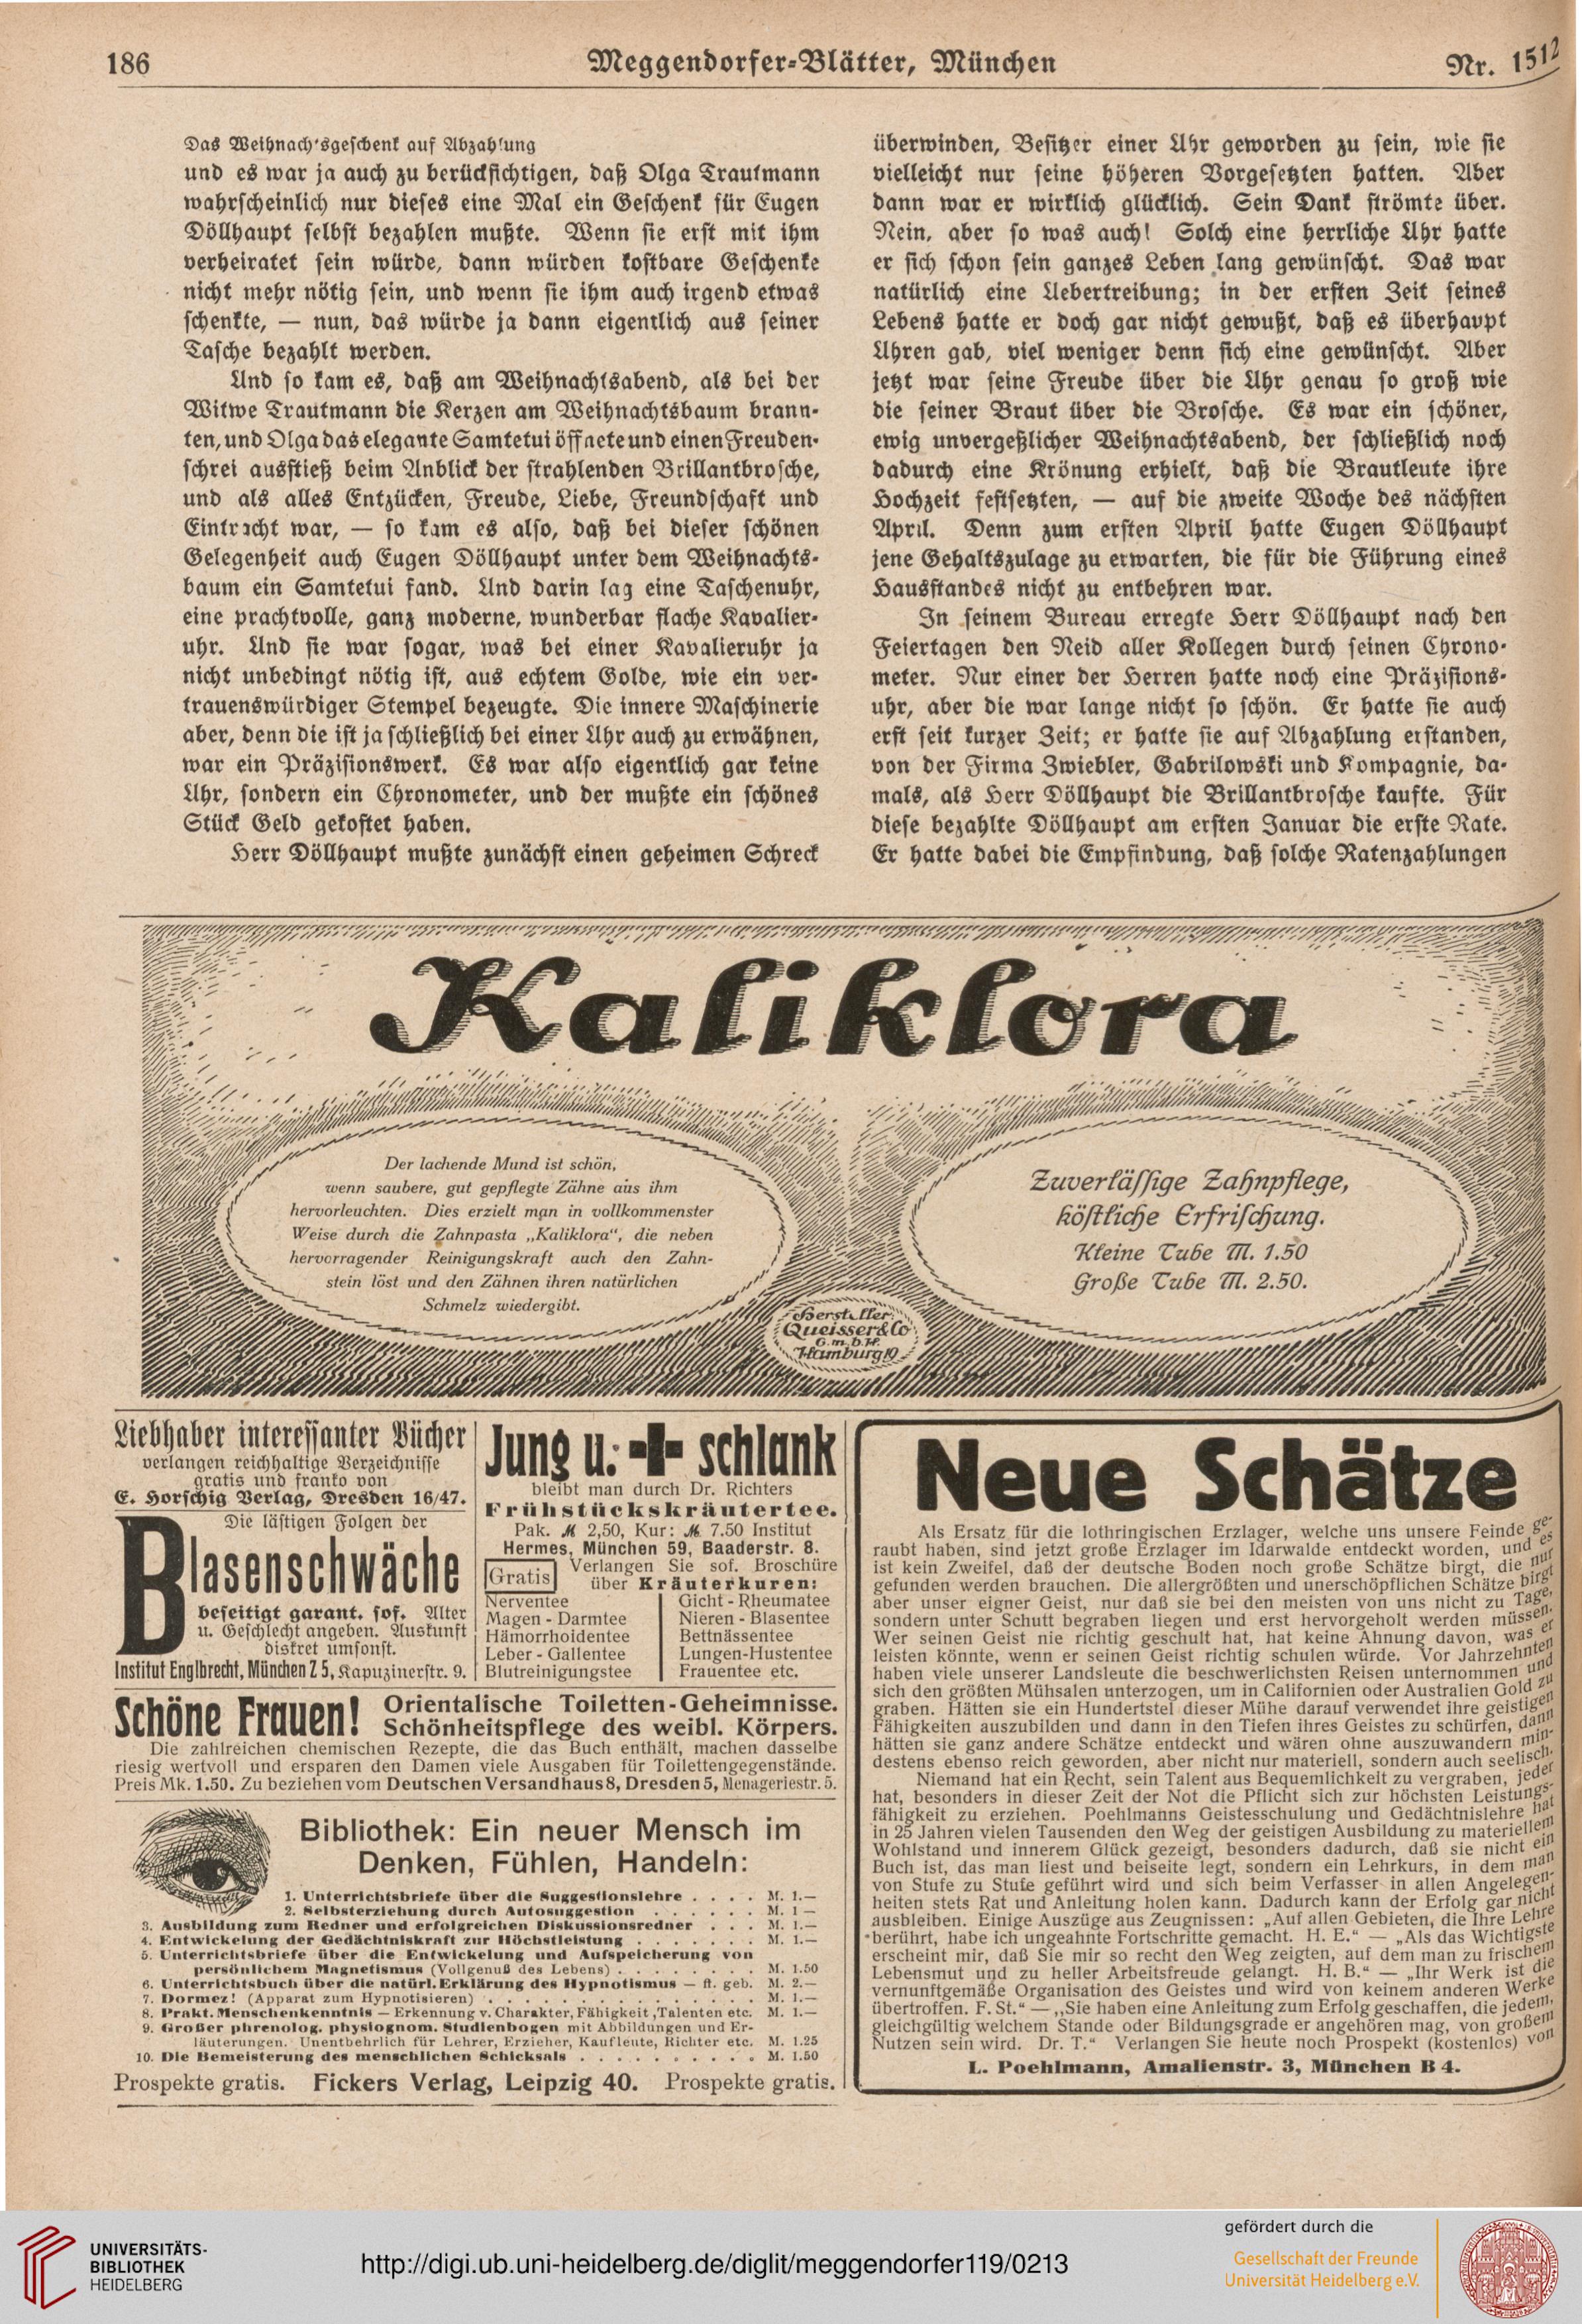 186
Meggendorfer-Blätter, München
Nr. 1512
Das Weihnachtsgeschenk auf Abzahlung
und es war ja auch zu berücksichtigen, daß Olga Trautmann
wahrscheinlich nur dieses eine Mal ein Geschenk für Eugen
Döllhaupt selbst bezahlen mußte. Wenn sie erst mit ihm
verheiratet sein würde, dann würden kostbare Geschenke
nicht mehr nötig sein, und wenn sie ihm auch irgend etwas
schenkte, — nun, das würde ja dann eigentlich aus seiner
Tasche bezahlt werden.
Und so kam es, daß am Weihnachtsabend, als bei der
Witwe Trautmann die Kerzen am Weihnachtsbaum brann-
ten, und Olga das elegante Samtetui öffnete und einen Freuden-
schrei ausstieß beim Anblick der strahlenden Brillantbrosche,
und als alles Entzücken, Freude, Liebe, Freundschaft und
Eintracht war, — so kam es also, daß bei dieser schönen
Gelegenheit auch Eugen Döllhaupt unter dem Weihnachts-
baum ein Samtetui fand. Und darin lag eine Taschenuhr,
eine prachtvolle, ganz moderne, wunderbar flache Kavalier-
uhr. Und sie war sogar, was bei einer Kavalieruhr ja
nicht unbedingt nötig ist, aus echtem Golde, wie ein ver-
trauenswürdiger Stempel bezeugte. Die innere Maschinerie
aber, denn die ist ja schließlich bei einer Uhr auch zu erwähnen,
war ein Präzisionswerk. Es war also eigentlich gar keine
Uhr, sondern ein Chronometer, und der mußte ein schönes
Stück Geld gekostet haben.
Herr Döllhaupt mußte zunächst einen geheimen Schreck
überwinden, Besitzer einer Uhr geworden zu sein, wie sie
vielleicht nur seine höheren Vorgesetzten hatten. Aber
dann war er wirklich glücklich. Sein Dank strömte über.
Nein, aber so was auch! Solch eine herrliche Uhr hatte
er sich schon sein ganzes Leben lang gewünscht. Das war
natürlich eine Uebertreibung; in der ersten Zeit seines
Lebens hatte er doch gar nicht gewußt, daß es überhaupt
Uhren gab, viel weniger denn sich eine gewünscht. Aber
jetzt war seine Freude über die Uhr genau so groß wie
die seiner Braut über die Brosche. Es war ein schöner,
ewig unvergeßlicher Weihnachtsabend, der schließlich noch
dadurch eine Krönung erhielt, daß die Brautleute ihre
Hochzeit festsetzten, — auf die zweite Woche des nächsten
April. Denn zum ersten April hatte Eugen Döllhaupt
jene Gehaltszulage zu erwarten, die für die Führung eines
Hausstandes nicht zu entbehren war.
In seinem Bureau erregte Herr Döllhaupt nach den
Feiertagen den Neid aller Kollegen durch seinen Chrono-
meter. Nur einer der Herren hatte noch eine Präzisions-
uhr, aber die war lange nicht so schön. Er hatte sie auch
erst seit kurzer Zeit; er hatte sie auf Abzahlung erstanden,
von der Firma Zwiebler, Gabrilowski und Kompagnie, da-
mals, als Herr Döllhaupt die Brillantbrosche kaufte. Für
diese bezahlte Döllhaupt am ersten Januar die erste Rate.
Er hatte dabei die Empfindung, daß solche Ratenzahlungen
Kaliklora
Der lachende Mund ist schön,
wenn saubere, gut gepflegte Zähne aus ihm
hervorleuchten. Dies erzielt man in vollkommenster
Weise durch die Zahnpasta „Kaliklora“, die neben
hervorragender Reinigungskraft auch den Zahn-
stein löst und den Zähnen ihren natürlichen
Schmelz wiedergibt.
Zuverlässige Zahnpflege,
köstliche Erfrischung.
Kleine Tube M. 1.50
Große Tube M. 2.50.
Hersteller:
Queisser & Co
G.m.b.H.
Hamburg 19
Liebhaber interessanter Bücher
verlangen reichhaltige Verzeichnisse
gratis und franko von
E. Horschig Verlag, Dresden 16/47.
Die lästigen Folgen der
Blasenschwäche
beseitigt garant. sof. Alter
u. Geschlecht angeben. Auskunft
diskret umsonst.
Institut Englbrecht, München Z 5, Kapuzinerstr. 9.
Jung u. schlank
bleibt man durch Dr. Richters
Frühstückskräutertee.
Pak. ℳ 2,50, Kur: ℳ 7.50 Institut
Hermes, München 59, Baaderstr. 8.
Gratis
Verlangen Sie sof. Broschüre
über Kräuterkuren:
Nerventee
Magen - Darmtee
Hämorrhoidentee
Leber - Gallentee
Blutreinigungstee
Gicht - Rheumatee
Nieren - Blasentee
Bettnässentee
Lungen-Hustentee
Frauentee etc.
Schöne Frauen!
Orientalische Toiletten-Geheimnisse.
Schönheitspflege des weibl. Körpers.
Die zahlreichen chemischen Rezepte, die das Buch enthält, machen dasselbe
riesig wertvoll und ersparen den Damen viele Ausgaben für Toilettengegenstände.
Preis Mk. 1.50. Zu beziehen vom Deutschen Versandhaus 8, Dresden 5, Menageriestr. 5.
Bibliothek: Ein neuer Mensch im
Denken, Fühlen, Handeln:
1. Unterrichtsbriefe über die Suggestionslehre . . . . M. 1.—
2. Selbsterziehung durch Autosuggestion . . . . . . M. 1 —
3. Ausbildung zum Redner und erfolgreichen Diskussionsredner . . . M. 1.—
4. Entwickelung der Gedächtniskraft zur Höchstleistung . . . . . . . M. 1.—
5. Unterrichtsbriefe über die Entwickelung und Aufspeicherung von
persönlichem Magnetismus (Vollgenuß des Lebens) . . . . . . . . M. 1.50
6. Unterrichtsbuch über die natürl. Erklärung des Hypnotismus — ft. geb. M. 2.—
7. Dormez! (Apparat zum Hypnotisieren) . . . . . . . . . . . . . . M. 1.—
8. Prakt. Menschenkenntnis — Erkennung v. Charakter, Fähigkeit, Talenten etc. M. 1.—
9. Großer phrenolog. physiognom. Studienbogen mit Abbildungen und Er-
läuterungen. Unentbehrlich für Lehrer, Erzieher, Kaufleute, Richter etc. M. 1.25
10. Die Bemeisterung des menschlichen Schicksals . . . . . . . . . . M. 1.50
Prospekte gratis. Fickers Verlag, Leipzig 40. Prospekte gratis.
Neue Schätze
Als Ersatz für die lothringischen Erzlager, welche uns unsere Feinde ge-
raubt haben, sind jetzt große Erzlager im Idarwalde entdeckt worden, und es
ist kein Zweifel, daß der deutsche Boden noch große Schätze birgt, die nur
gefunden werden brauchen. Die allergrößten und unerschöpflichen Schätze birgt
aber unser eigner Geist, nur daß sie bei den meisten von uns nicht zu Tage,
sondern unter Schutt begraben liegen und erst hervorgeholt werden müssen.
Wer seinen Geist nie richtig geschult hat, hat keine Ahnung davon, was er
leisten könnte, wenn er seinen Geist richtig schulen würde. Vor Jahrzehnten
haben viele unserer Landsleute die beschwerlichsten Reisen unternommen und
sich den größten Mühsalen unterzogen, um in Californien oder Australien Gold zu
graben. Hätten sie ein Hundertstel dieser Mühe darauf verwendet ihre geistigen
Fähigkeiten auszubilden und dann in den Tiefen ihres Geistes zu schürfen, dann
hätten sie ganz andere Schätze entdeckt und wären ohne auszuwandern min-
destens ebenso reich geworden, aber nicht nur materiell, sondern auch seelisch.
Niemand hat ein Recht, sein Talent aus Bequemlichkeit zu vergraben, jeder
hat, besonders in dieser Zeit der Not die Pflicht sich zur höchsten Leistungs-
fähigkeit zu erziehen. Poehlmanns Geistesschulung und Gedächtnislehre hat
in 25 Jahren vielen Tausenden den Weg der geistigen Ausbildung zu materiellem
Wohlstand und innerem Glück gezeigt, besonders dadurch, daß sie nicht ein
Buch ist, das man liest und beiseite legt, sondern ein Lehrkurs, in dem man
von Stufe zu Stufe geführt wird und sich beim Verfasser in allen Angelegen-
heiten stets Rat und Anleitung holen kann. Dadurch kann der Erfolg gar nicht
ausbleiben. Einige Auszüge aus Zeugnissen: „Auf allen Gebieten, die Ihre Lehre
berührt, habe ich ungeahnte Fortschritte gemacht. H. E.“ — „Als das Wichtigste
erscheint mir, daß Sie mir so recht den Weg zeigten, auf dem man zu frischem
Lebensmut und zu heller Arbeitsfreude gelangt. H. B.“ — „Ihr Werk ist die
vernunftgemäße Organisation des Geistes und wird von keinem anderen Werke
übertroffen. F. St.“ — „Sie haben eine Anleitung zum Erfolg geschaffen, die jedem,
gleichgültig welchem Stande oder Bildungsgrade er angehören mag, von großem
Nutzen sein wird. Dr. T.“ Verlangen Sie heute noch Prospekt (kostenlos) von
L. Poehlmann, Amalienstr. 3, München B 4.
UNIVERSITÄTS-
BIBLIOTHEK
HEIDELBERG
http://digi.ub.uni-heidelberg.de/diglit/meggendorfer119/0213
gefördert durch die
Gesellschaft der Freunde
Universität Heidelberg e.V.